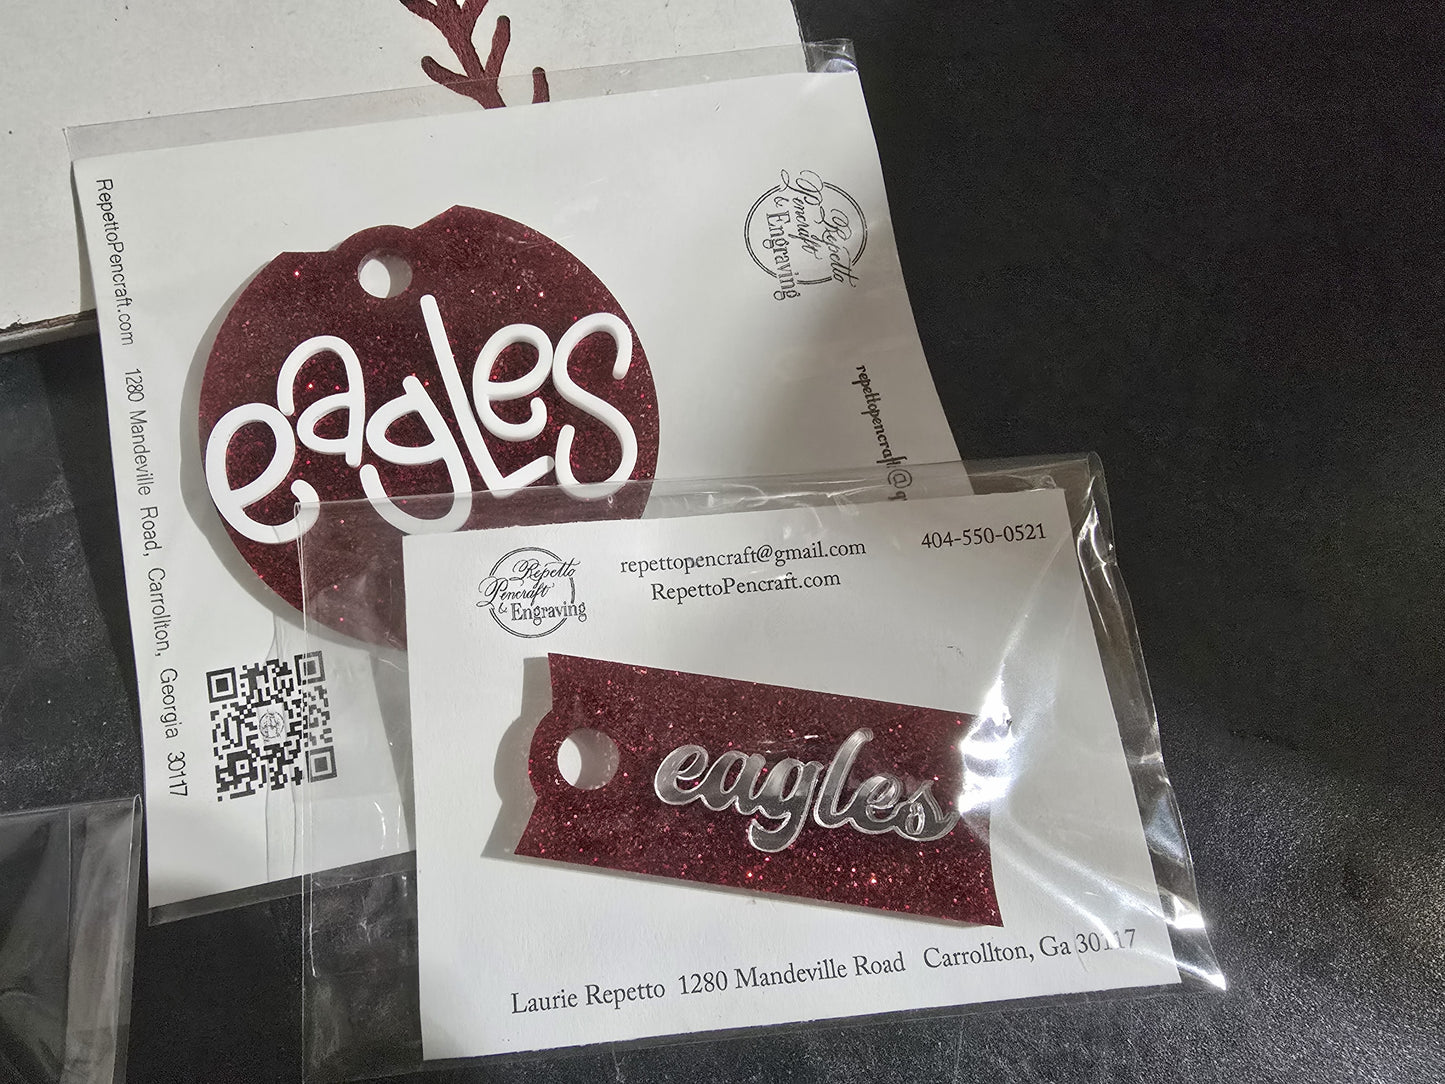 RepettoPencraft.com 1280 Mandeville Road, Carrollton, Georgia 30117
Repetto
Pencraft
& Engraving
repettopencraft@g
eagles
Repetto
Pencraft
& Engraving
repettopencraft@gmail.com
RepettoPencraft.com
404-550-0521
eagles
Laurie Repetto 1280 Mandeville Road Carrollton, Ga 30117